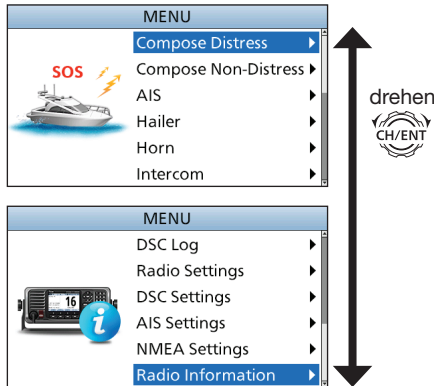 MENU
SOS
Compose Distress
Compose Non-Distress
AIS
Hailer
Horn
Intercom
drehen
CH/ENT
MENU
DSC Log
Radio Settings
DSC Settings
AIS Settings
NMEA Settings
Radio Information
16
i